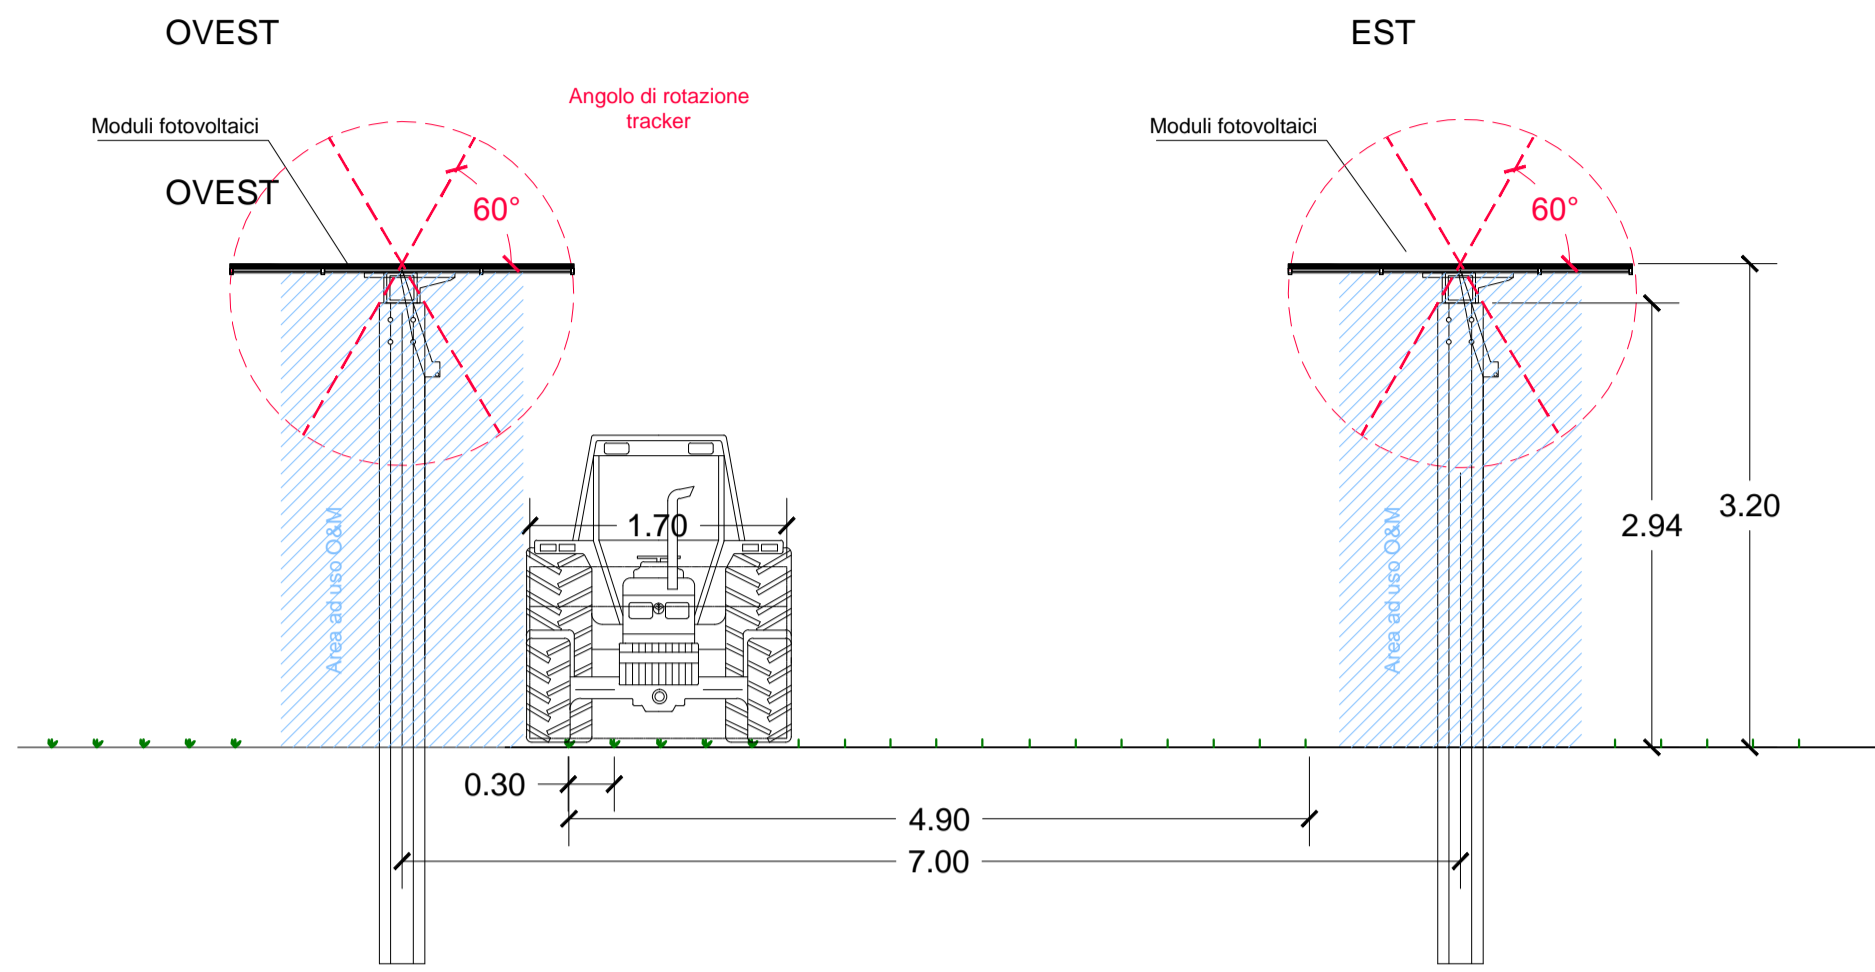 OVEST
EST
Angolo di rotazione
tracker
Moduli fotovoltaici
Moduli fotovoltaici
OVEST
60°
60°
1.70
2.94
3.20
Area ad uso O&M
Area ad uso O&M
0.30
4.90
7.00